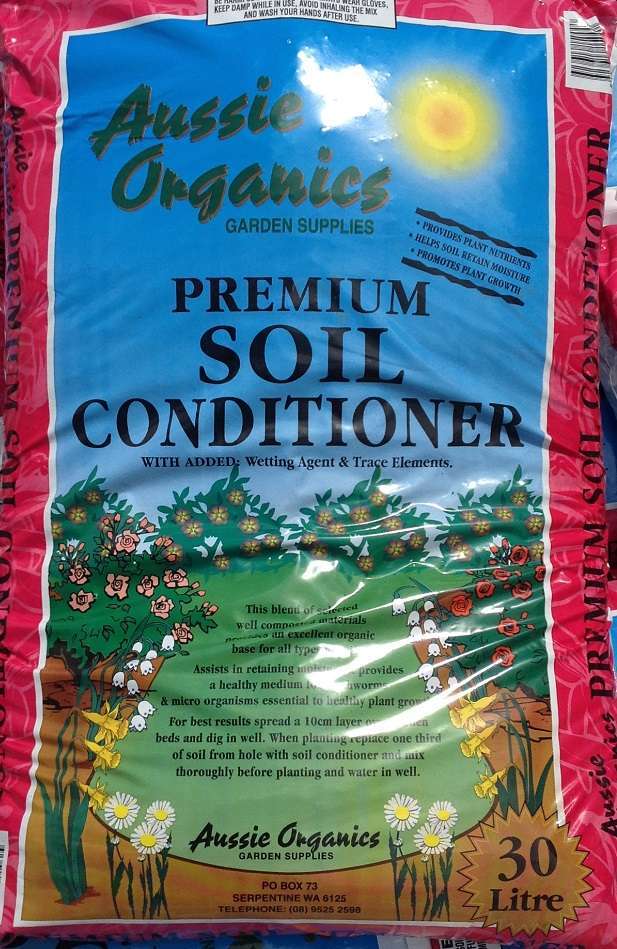 KEEP DAMP WHILE IN USE, AVOID INHALING THE MIX
AND WASH YOUR HANDS AFTER USE.
Aussie
Organics
GARDEN SUPPLIES
• PROVIDES PLANT NUTRIENTS
• HELPS SOIL RETAIN MOISTURE
• PROMOTES PLANT GROWTH
PREMIUM
SOIL
CONDITIONER
WITH ADDED: Wetting Agent & Trace Elements.
This blend of selected
well materials
an excellent organic
base for all
Assists in retaining provides
a healthy medium
& micro organisms essential to healthy plant
For best results spread a 10cm layer
beds and dig in well. When planting replace one third
of soil from hole with soil conditioner and mix
thoroughly before planting and water in well.
Aussie Organics
GARDEN SUPPLIES
PO BOX 73
SERPENTINE WA 6125
TELEPHONE: (08) 9525 2598
30
Litre
Aussie PREMIUM SOIL CONDITIONER
Aussie Organics PREMIUM SOIL CONDITIONER